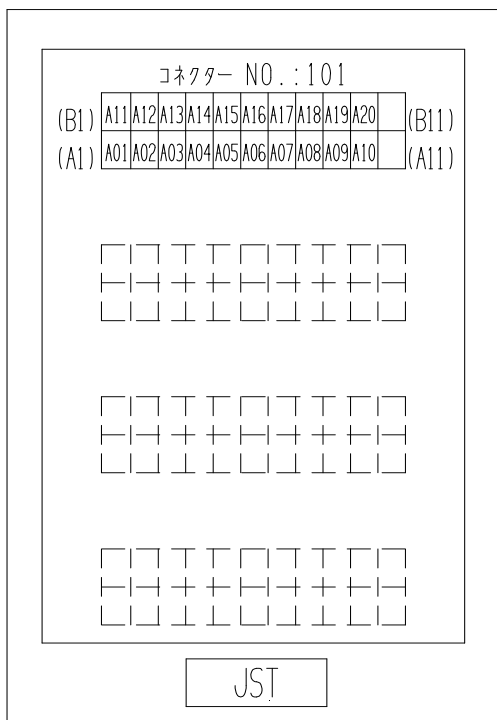 コネクター NO.:101
(B1) A11 A12 A13 A14 A15 A16 A17 A18 A19 A20 (B11)
(A1) A01 A02 A03 A04 A05 A06 A07 A08 A09 A10 (A11)
JST